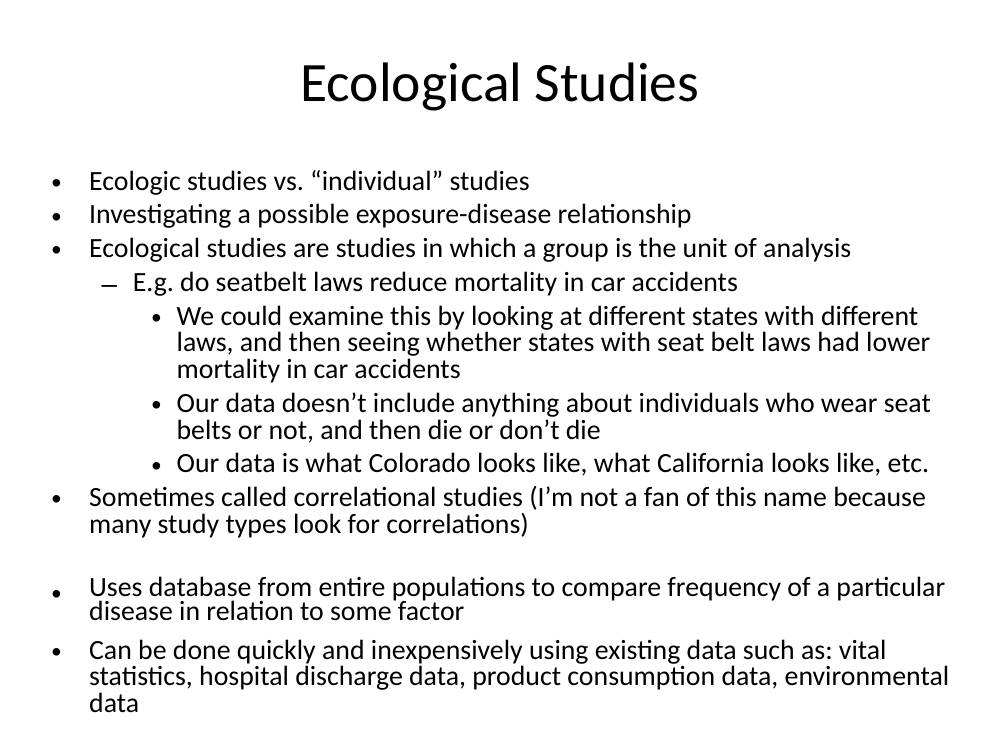 Ecological Studies
• Ecologic studies vs. “individual” studies
• Investigating a possible exposure-disease relationship
• Ecological studies are studies in which a group is the unit of analysis
– E.g. do seatbelt laws reduce mortality in car accidents
• We could examine this by looking at different states with different
laws, and then seeing whether states with seat belt laws had lower
mortality in car accidents
• Our data doesn’t include anything about individuals who wear seat
belts or not, and then die or don’t die
• Our data is what Colorado looks like, what California looks like, etc.
• Sometimes called correlational studies (I’m not a fan of this name because
many study types look for correlations)
• Uses database from entire populations to compare frequency of a particular
disease in relation to some factor
• Can be done quickly and inexpensively using existing data such as: vital
statistics, hospital discharge data, product consumption data, environmental
data